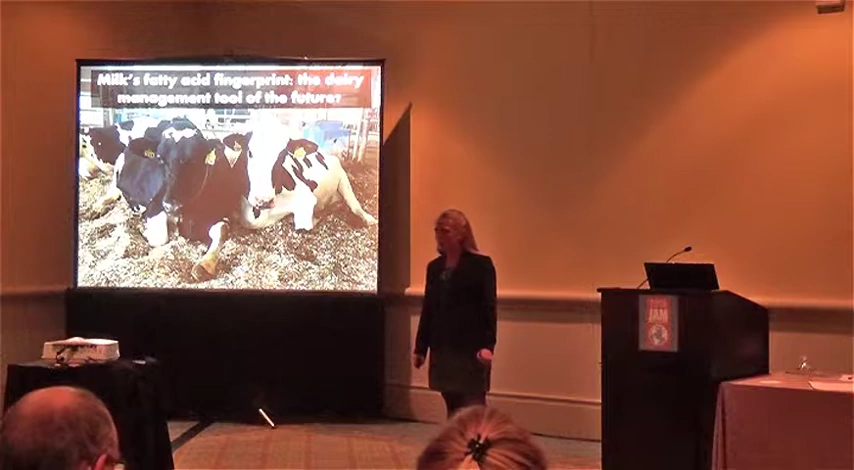 Milk's fatty acid fingerprint: the dairy
management tool of the future?
JAM